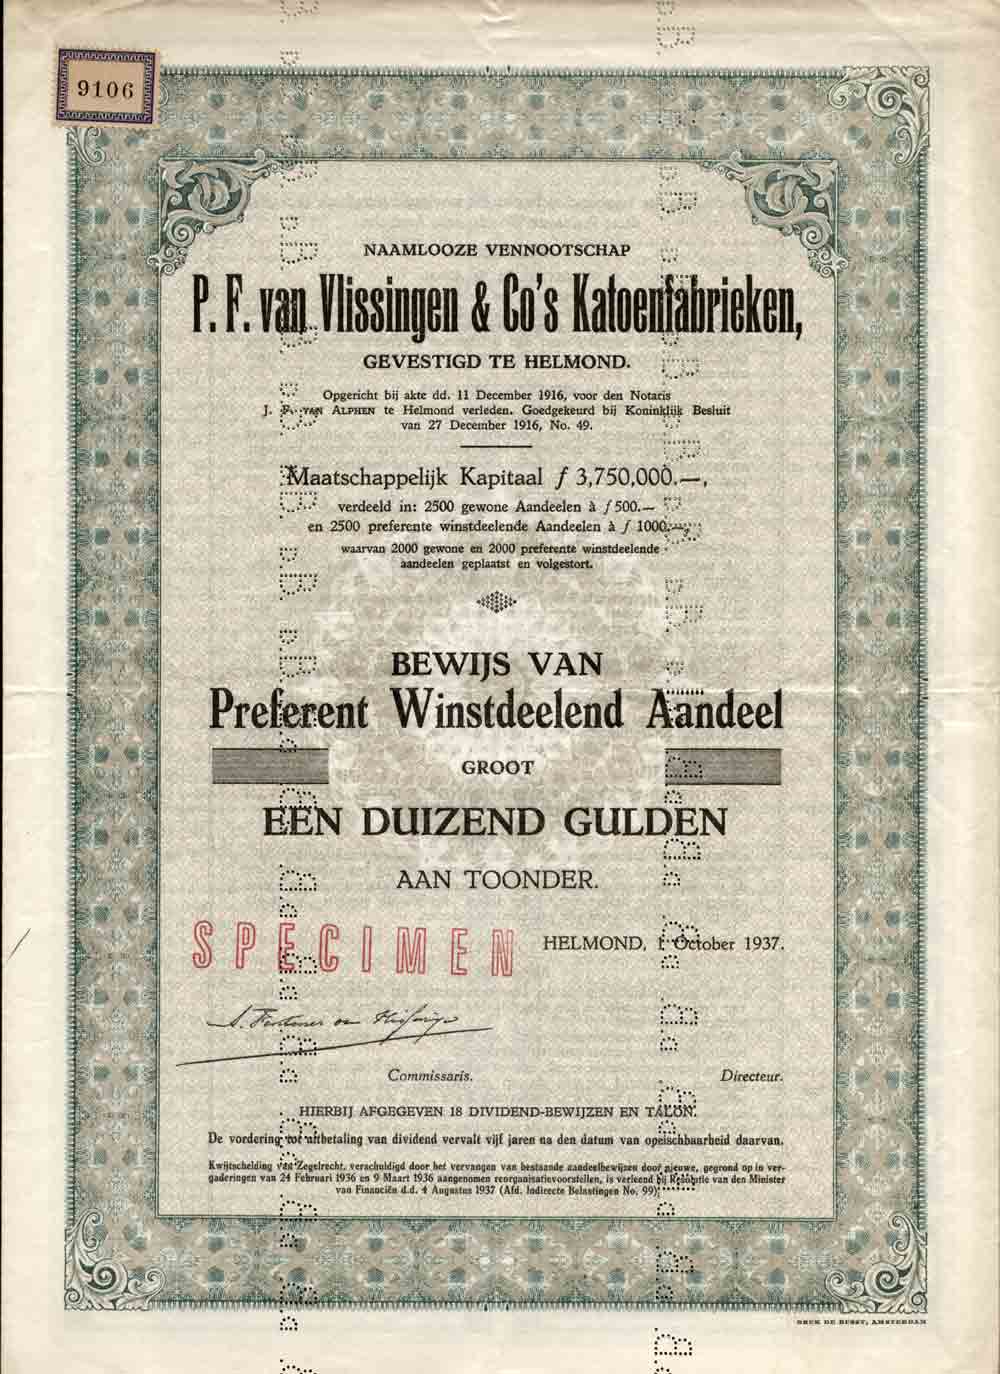 9106
NAAMLOOZE VENNOOTSCHAP
P. F. van Vlissingen & Co's Katoenfabrieken,
GEVESTIGD TE HELMOND.
Opgericht bij akte dd. 11 December 1916, voor den Notaris
J. F. VAN ALPHEN te Helmond verleden. Goedgekeurd bij Koninklijk Besluit
van 27 December 1916, No. 49.
Maatschappelijk Kapitaal ƒ 3,750,000.—,
verdeeld in: 2500 gewone Aandeelen à ƒ 500.—
en 2500 preferente winstdeelende Aandeelen à ƒ 1000.—,
waarvan 2000 gewone en 2000 preferente winstdeelende
aandeelen geplaatst en volgestort.
BEWIJS VAN
Preferent Winstdeelend Aandeel
GROOT
EEN DUIZEND GULDEN
AAN TOONDER.
SPECIMEN
HELMOND, 1 October 1937.
Commissaris.
Directeur.
HIERBIJ AFGEGEVEN 18 DIVIDEND-BEWIJZEN EN TALON.
De vordering tot uitbetaling van dividend vervalt vijf jaren na den datum van opeischbaarheid daarvan.
Kwijtschelding van Zegelrecht, verschuldigd door het vervangen van bestaande aandeelbewijzen door nieuwe, gegrond op in ver-
gaderingen van 24 Februari 1936 en 9 Maart 1936 aangenomen reorganisatievoorstellen, is verleend bij Resolutie van den Minister
van Financiën d.d. 4 Augustus 1937 (Afd. Indirecte Belastingen No. 99).
DRUK DE BUSSY, AMSTERDAM